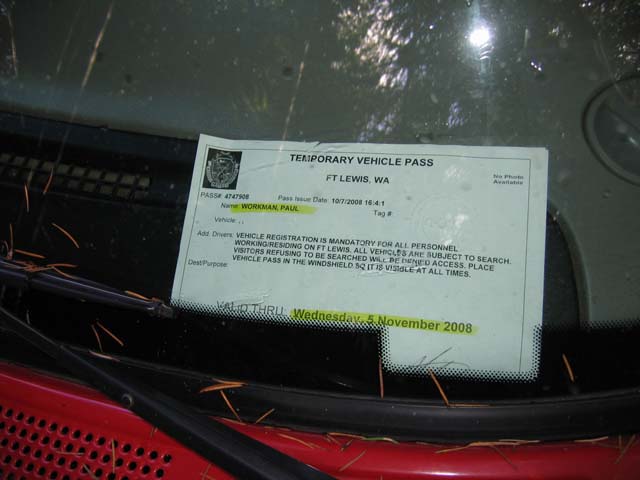 TEMPORARY VEHICLE PASS
FT LEWIS, WA
No Photo
Available
PASS# 4747908 Pass Issue Date: 10/7/2008 16:4:1
Name: WORKMAN, PAUL Tag #
Vehicle: , ,
Add. Drivers: VEHICLE REGISTRATION IS MANDATORY FOR ALL PERSONNEL
WORKING/RESIDING ON FT LEWIS. ALL VEHICLES ARE SUBJECT TO SEARCH.
VISITORS REFUSING TO BE SEARCHED WILL BE DENIED ACCESS. PLACE
VEHICLE PASS IN THE WINDSHIELD SO IT IS VISIBLE AT ALL TIMES.
Dest/Purpose:
VALID THRU: Wednesday, 5 November 2008